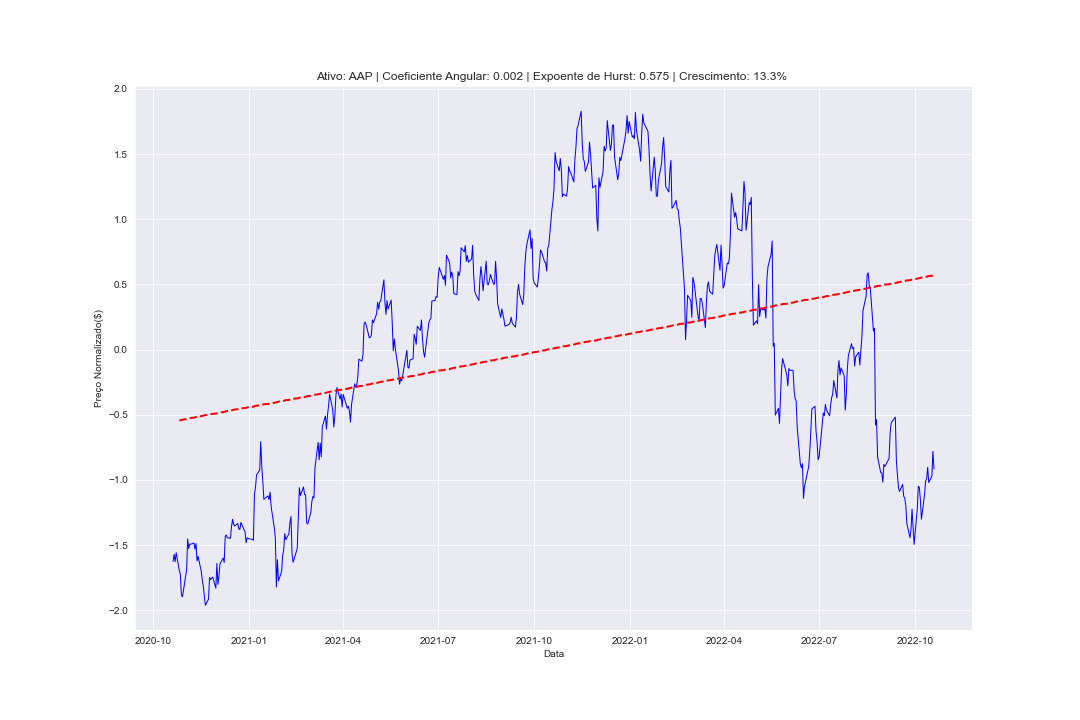 Ativo: AAP | Coeficiente Angular: 0.002 | Expoente de Hurst: 0.575 | Crescimento: 13.3%
2.0
1.5
1.0
0.5
0.0
−0.5
−1.0
−1.5
−2.0
Preço Normalizado($)
2020-10 2021-01 2021-04 2021-07 2021-10 2022-01 2022-04 2022-07 2022-10
Data